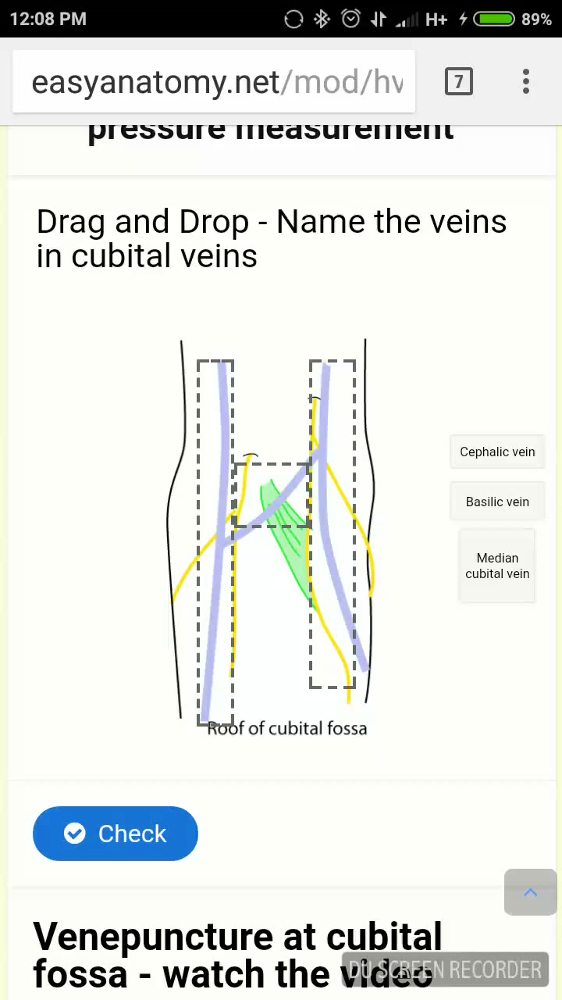 12:08 PM
H+
89%
easyanatomy.net/mod/hv
7
pressure measurement
Drag and Drop - Name the veins
in cubital veins
Cephalic vein
Basilic vein
Median
cubital vein
Roof of cubital fossa
Check
Venepuncture at cubital
fossa - watch the video
DU SCREEN RECORDER